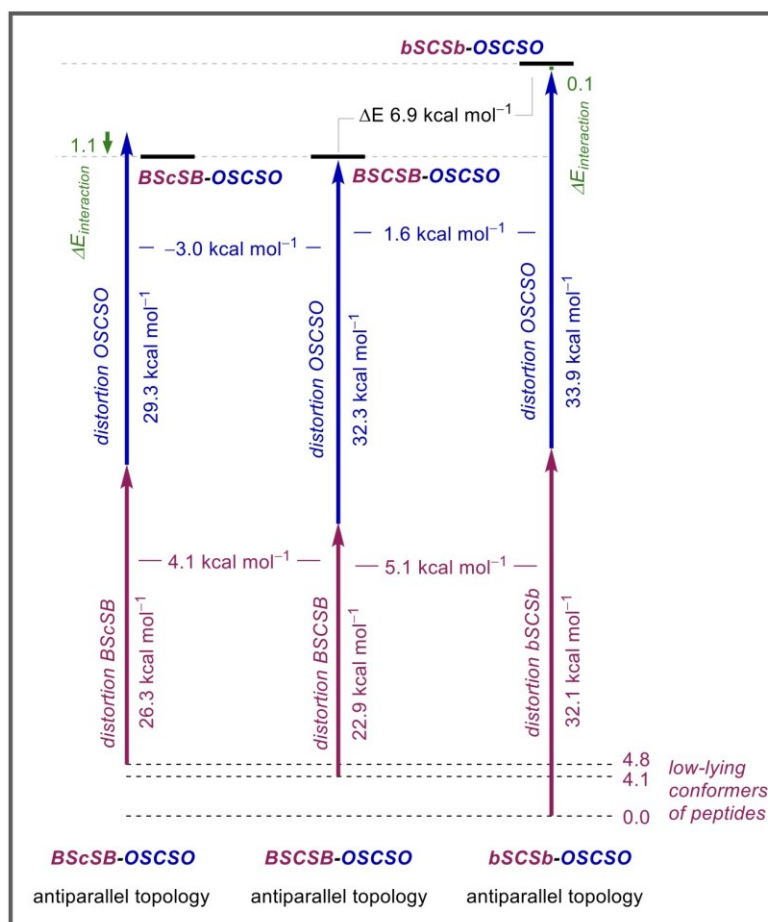 bSCSb-OSCSO
0.1
ΔE 6.9 kcal mol⁻¹
1.1
BScSB-OSCSO
BSCSB-OSCSO
ΔEinteraction
ΔEinteraction
−3.0 kcal mol⁻¹
1.6 kcal mol⁻¹
distortion OSCSO
29.3 kcal mol⁻¹
distortion OSCSO
32.3 kcal mol⁻¹
distortion OSCSO
33.9 kcal mol⁻¹
4.1 kcal mol⁻¹
5.1 kcal mol⁻¹
distortion BScSB
26.3 kcal mol⁻¹
distortion BSCSB
22.9 kcal mol⁻¹
distortion bSCSb
32.1 kcal mol⁻¹
4.8
4.1
0.0
low-lying
conformers
of peptides
BScSB-OSCSO
BSCSB-OSCSO
bSCSb-OSCSO
antiparallel topology
antiparallel topology
antiparallel topology